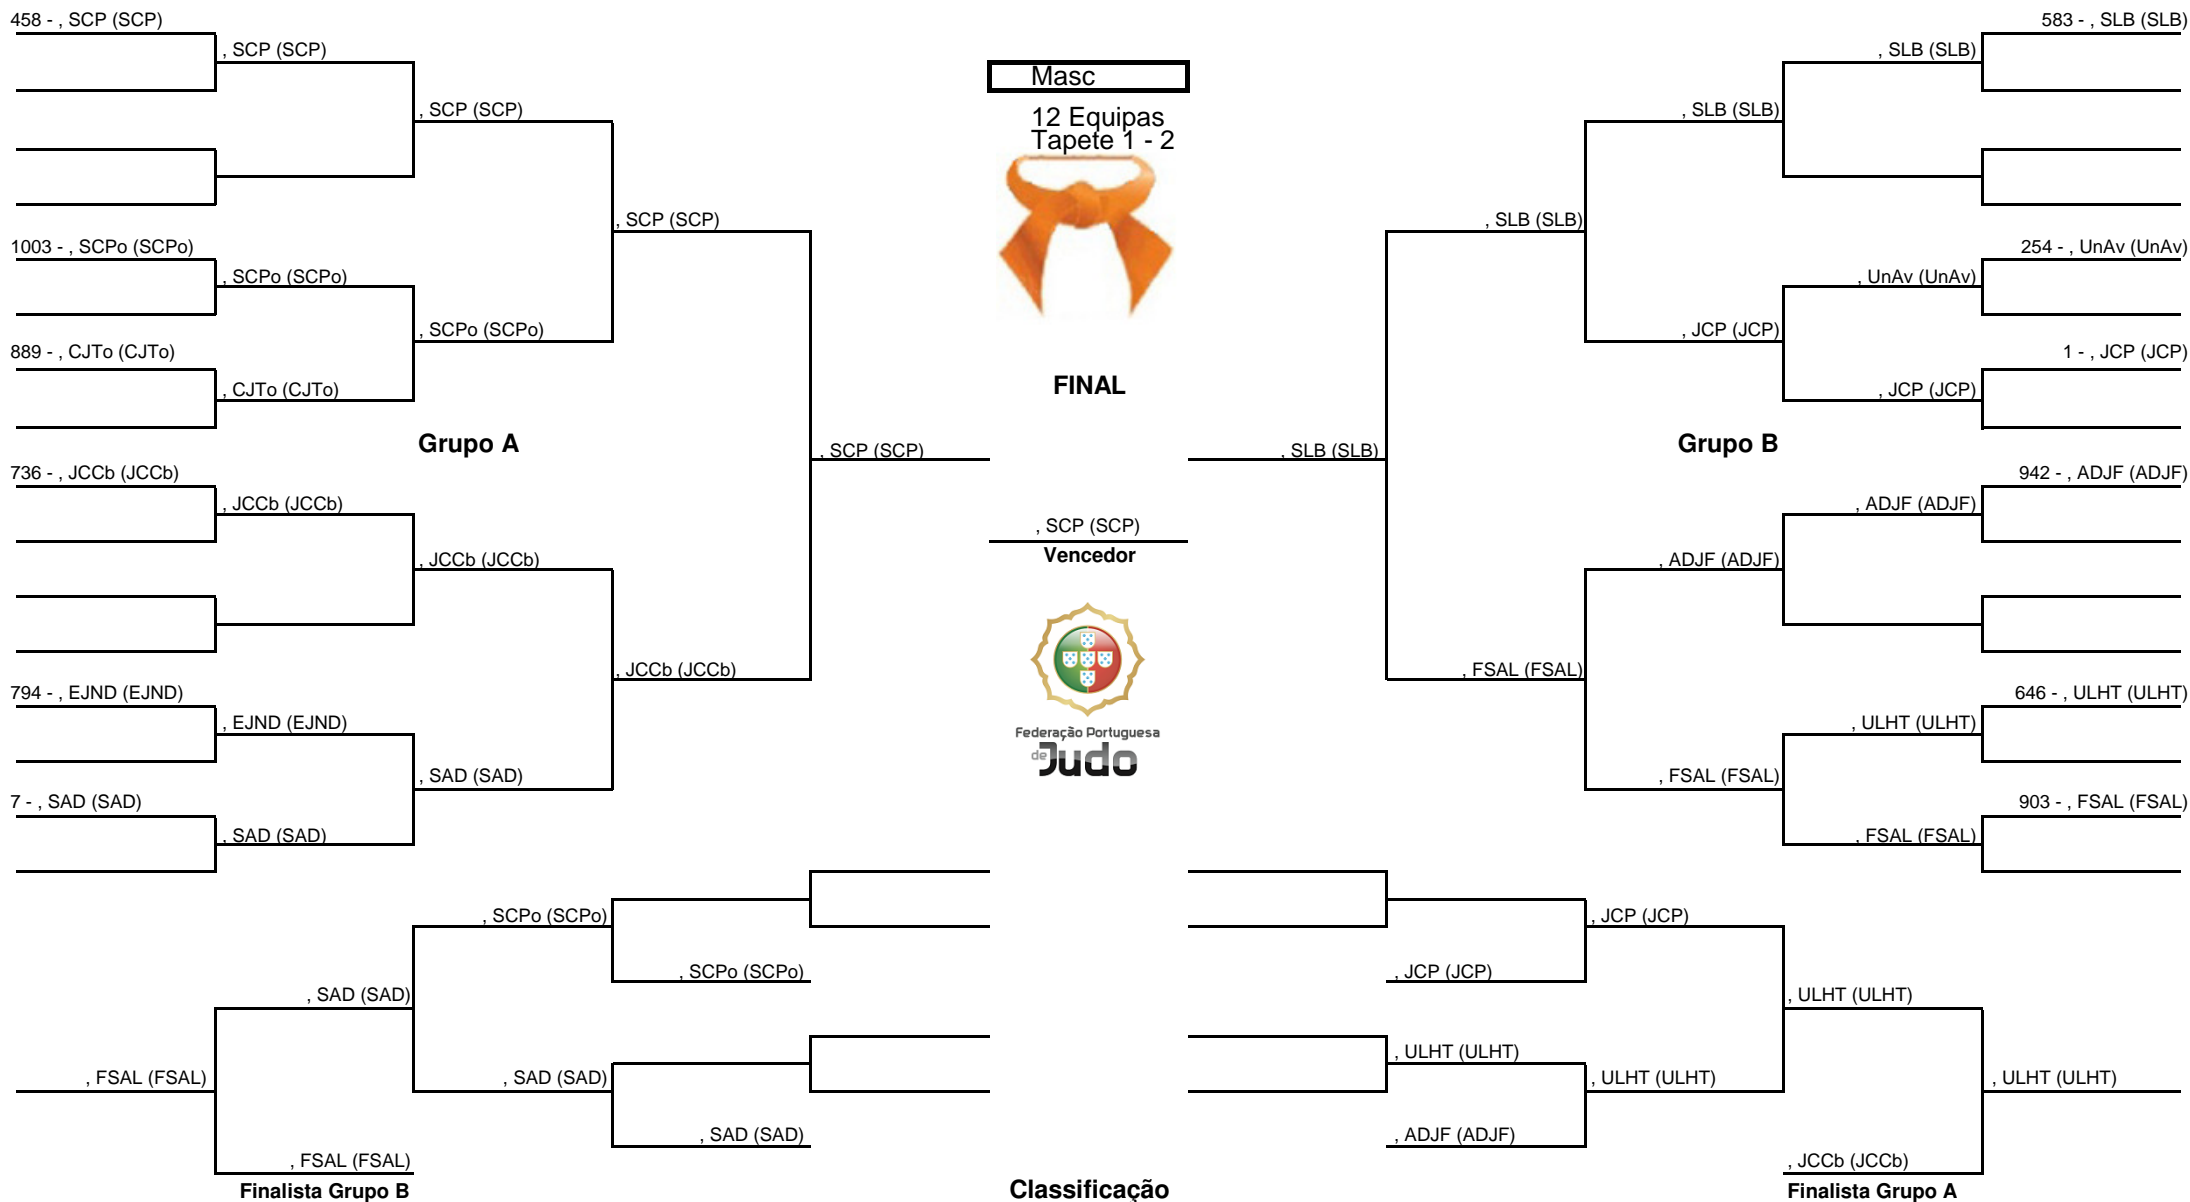 458 - , SCP (SCP)
, SCP (SCP)
, SCP (SCP)
, SCP (SCP)
1003 - , SCPo (SCPo)
, SCPo (SCPo)
, SCPo (SCPo)
889 - , CJTo (CJTo)
, CJTo (CJTo)
Grupo A
, SCP (SCP)
736 - , JCCb (JCCb)
, JCCb (JCCb)
, JCCb (JCCb)
, JCCb (JCCb)
794 - , EJND (EJND)
, EJND (EJND)
, SAD (SAD)
7 - , SAD (SAD)
, SAD (SAD)
Masc
12 Equipas
Tapete 1 - 2
FINAL
, SCP (SCP)
Vencedor
Federação Portuguesa
de Judo
583 - , SLB (SLB)
, SLB (SLB)
, SLB (SLB)
, SLB (SLB)
254 - , UnAv (UnAv)
, UnAv (UnAv)
, JCP (JCP)
1 - , JCP (JCP)
, JCP (JCP)
Grupo B
, SLB (SLB)
942 - , ADJF (ADJF)
, ADJF (ADJF)
, ADJF (ADJF)
, FSAL (FSAL)
646 - , ULHT (ULHT)
, ULHT (ULHT)
, FSAL (FSAL)
903 - , FSAL (FSAL)
, FSAL (FSAL)
, SCPo (SCPo)
, SCPo (SCPo)
, SAD (SAD)
, FSAL (FSAL)
, SAD (SAD)
, SAD (SAD)
, FSAL (FSAL)
Finalista Grupo B
, JCP (JCP)
, JCP (JCP)
, ULHT (ULHT)
, ULHT (ULHT)
, ULHT (ULHT)
, ULHT (ULHT)
, ADJF (ADJF)
, JCCb (JCCb)
Finalista Grupo A
Classificação